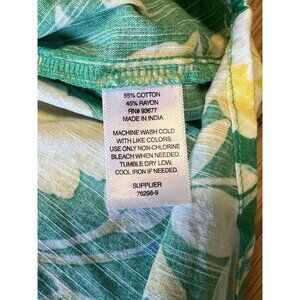 55% COTTON
45% RAYON
RN# 93677
MADE IN INDIA
MACHINE WASH COLD
WITH LIKE COLORS.
USE ONLY NON-CHLORINE
BLEACH WHEN NEEDED.
TUMBLE DRY LOW.
COOL IRON IF NEEDED.
SUPPLIER
76298-9